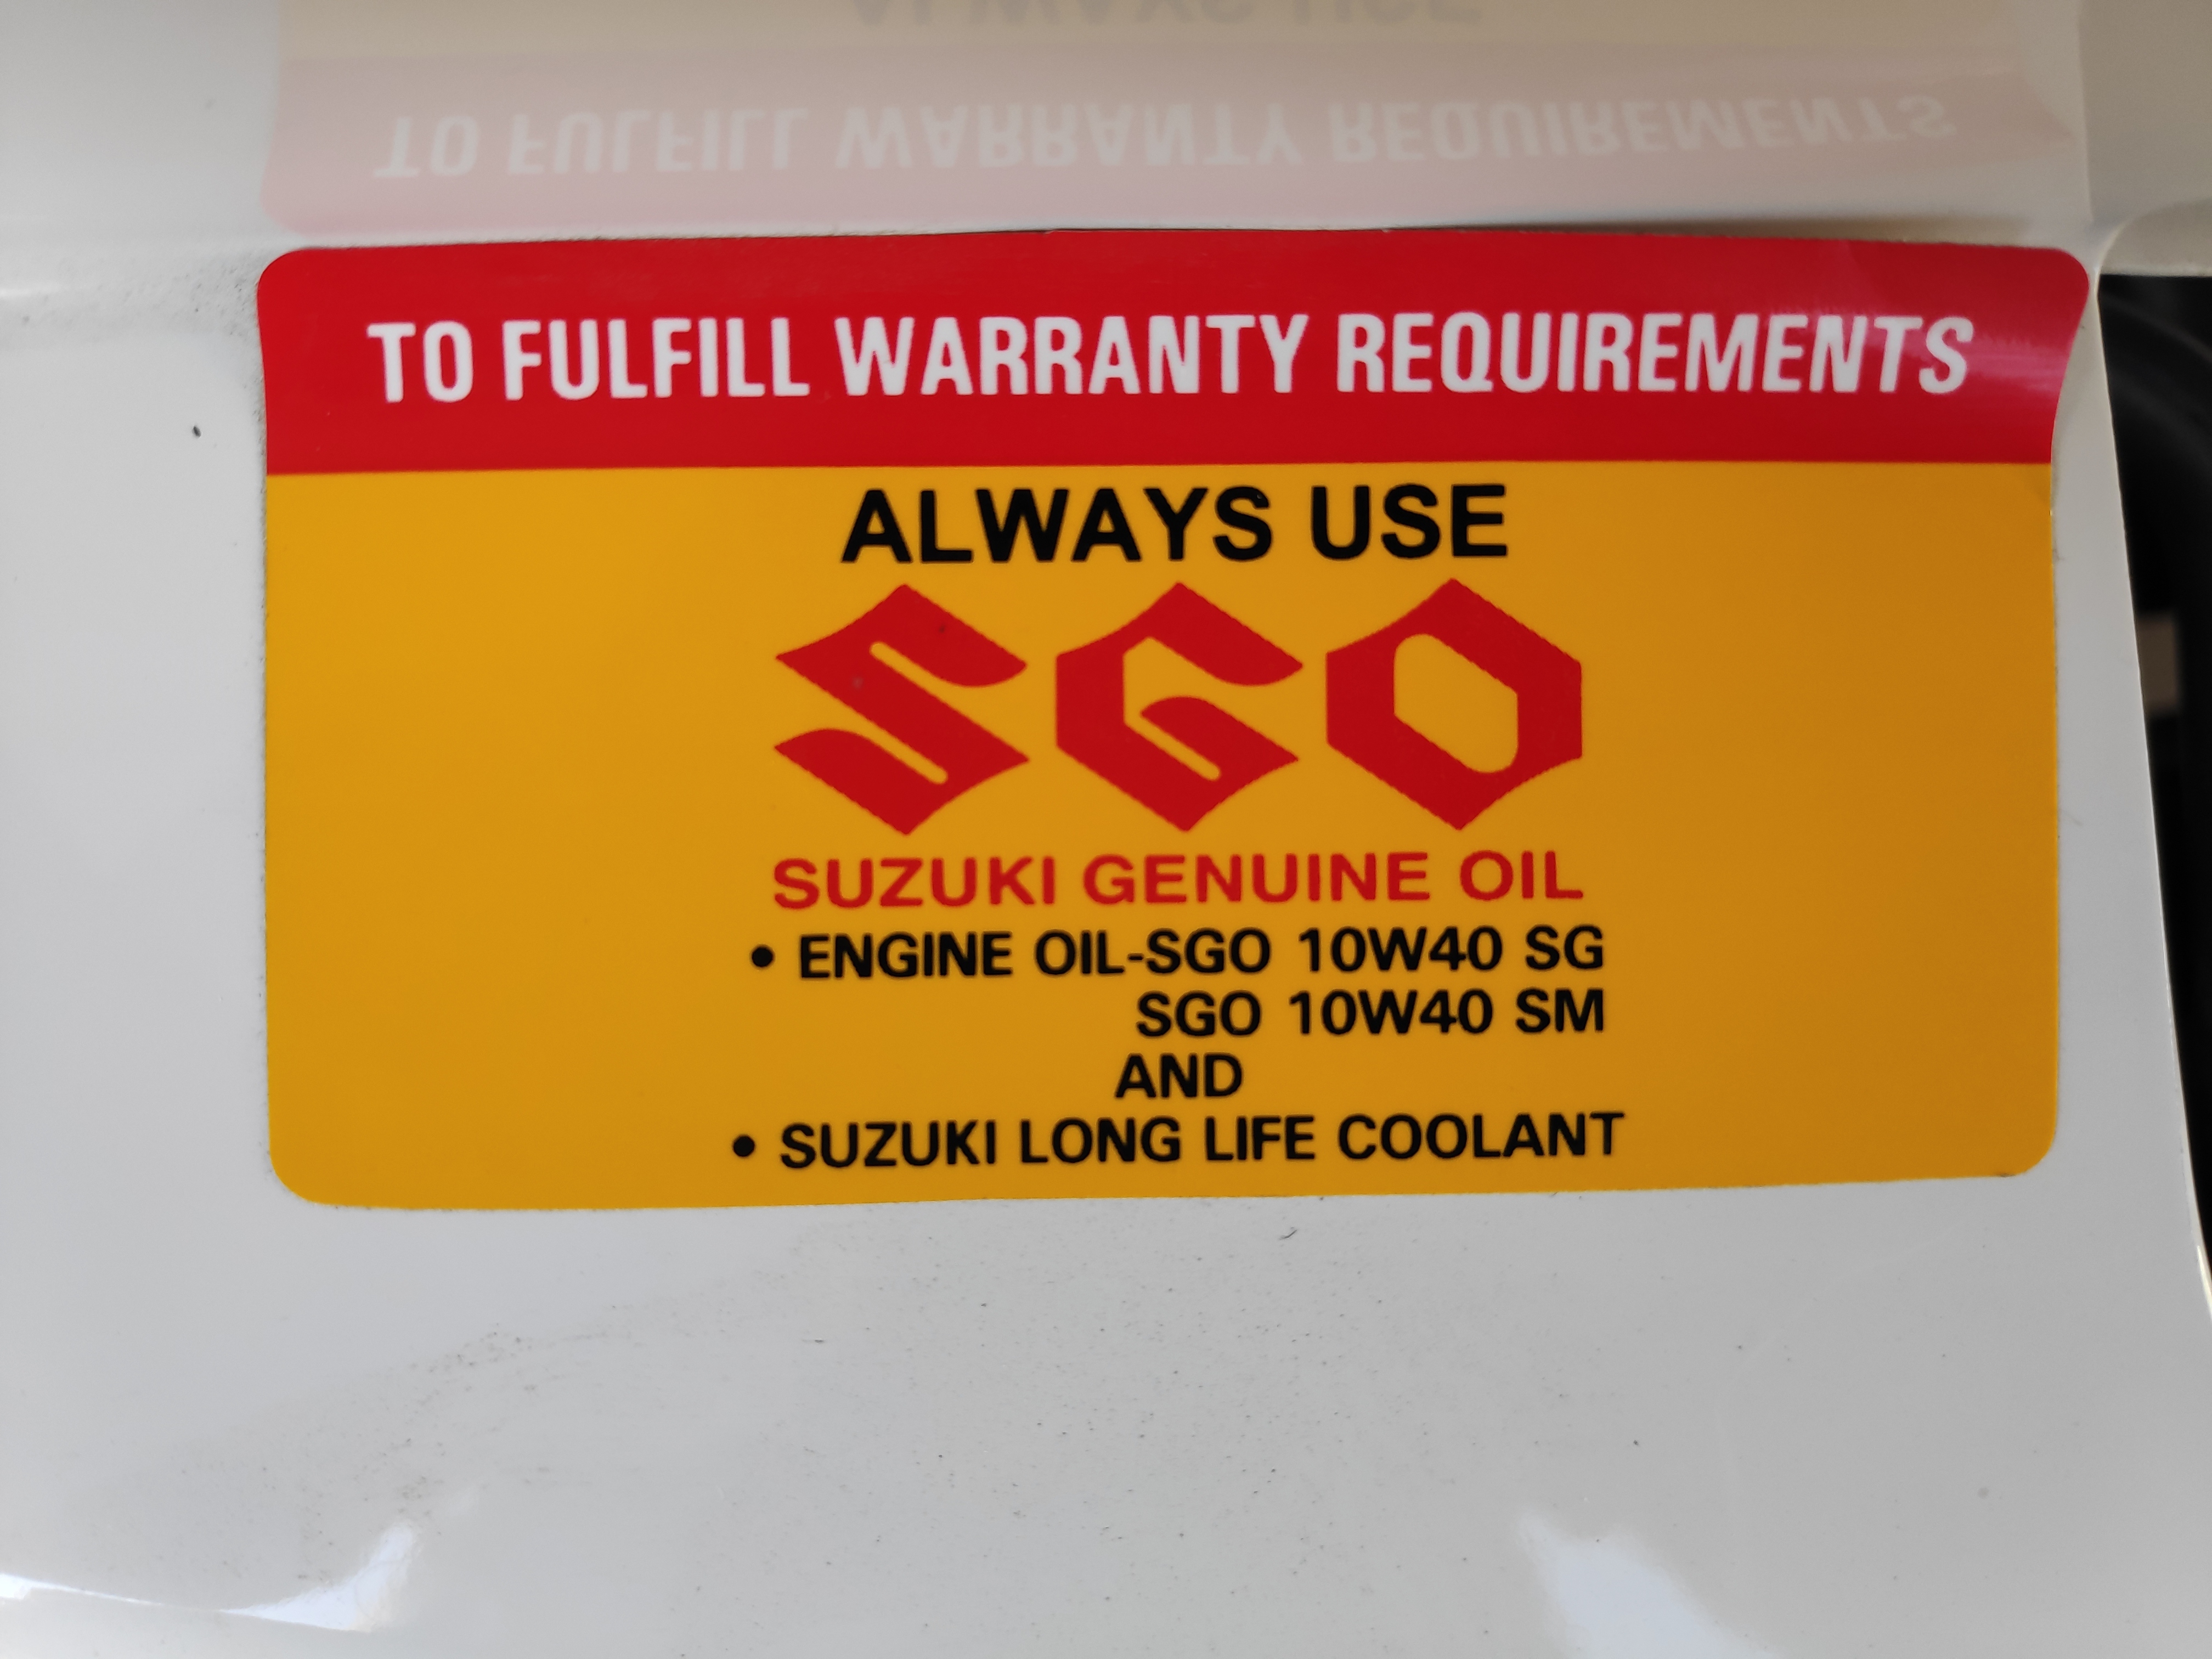 TO FULFILL WARRANTY REQUIREMENTS
ALWAYS USE
SGO
SUZUKI GENUINE OIL
• ENGINE OIL-SGO 10W40 SG
SGO 10W40 SM
AND
• SUZUKI LONG LIFE COOLANT